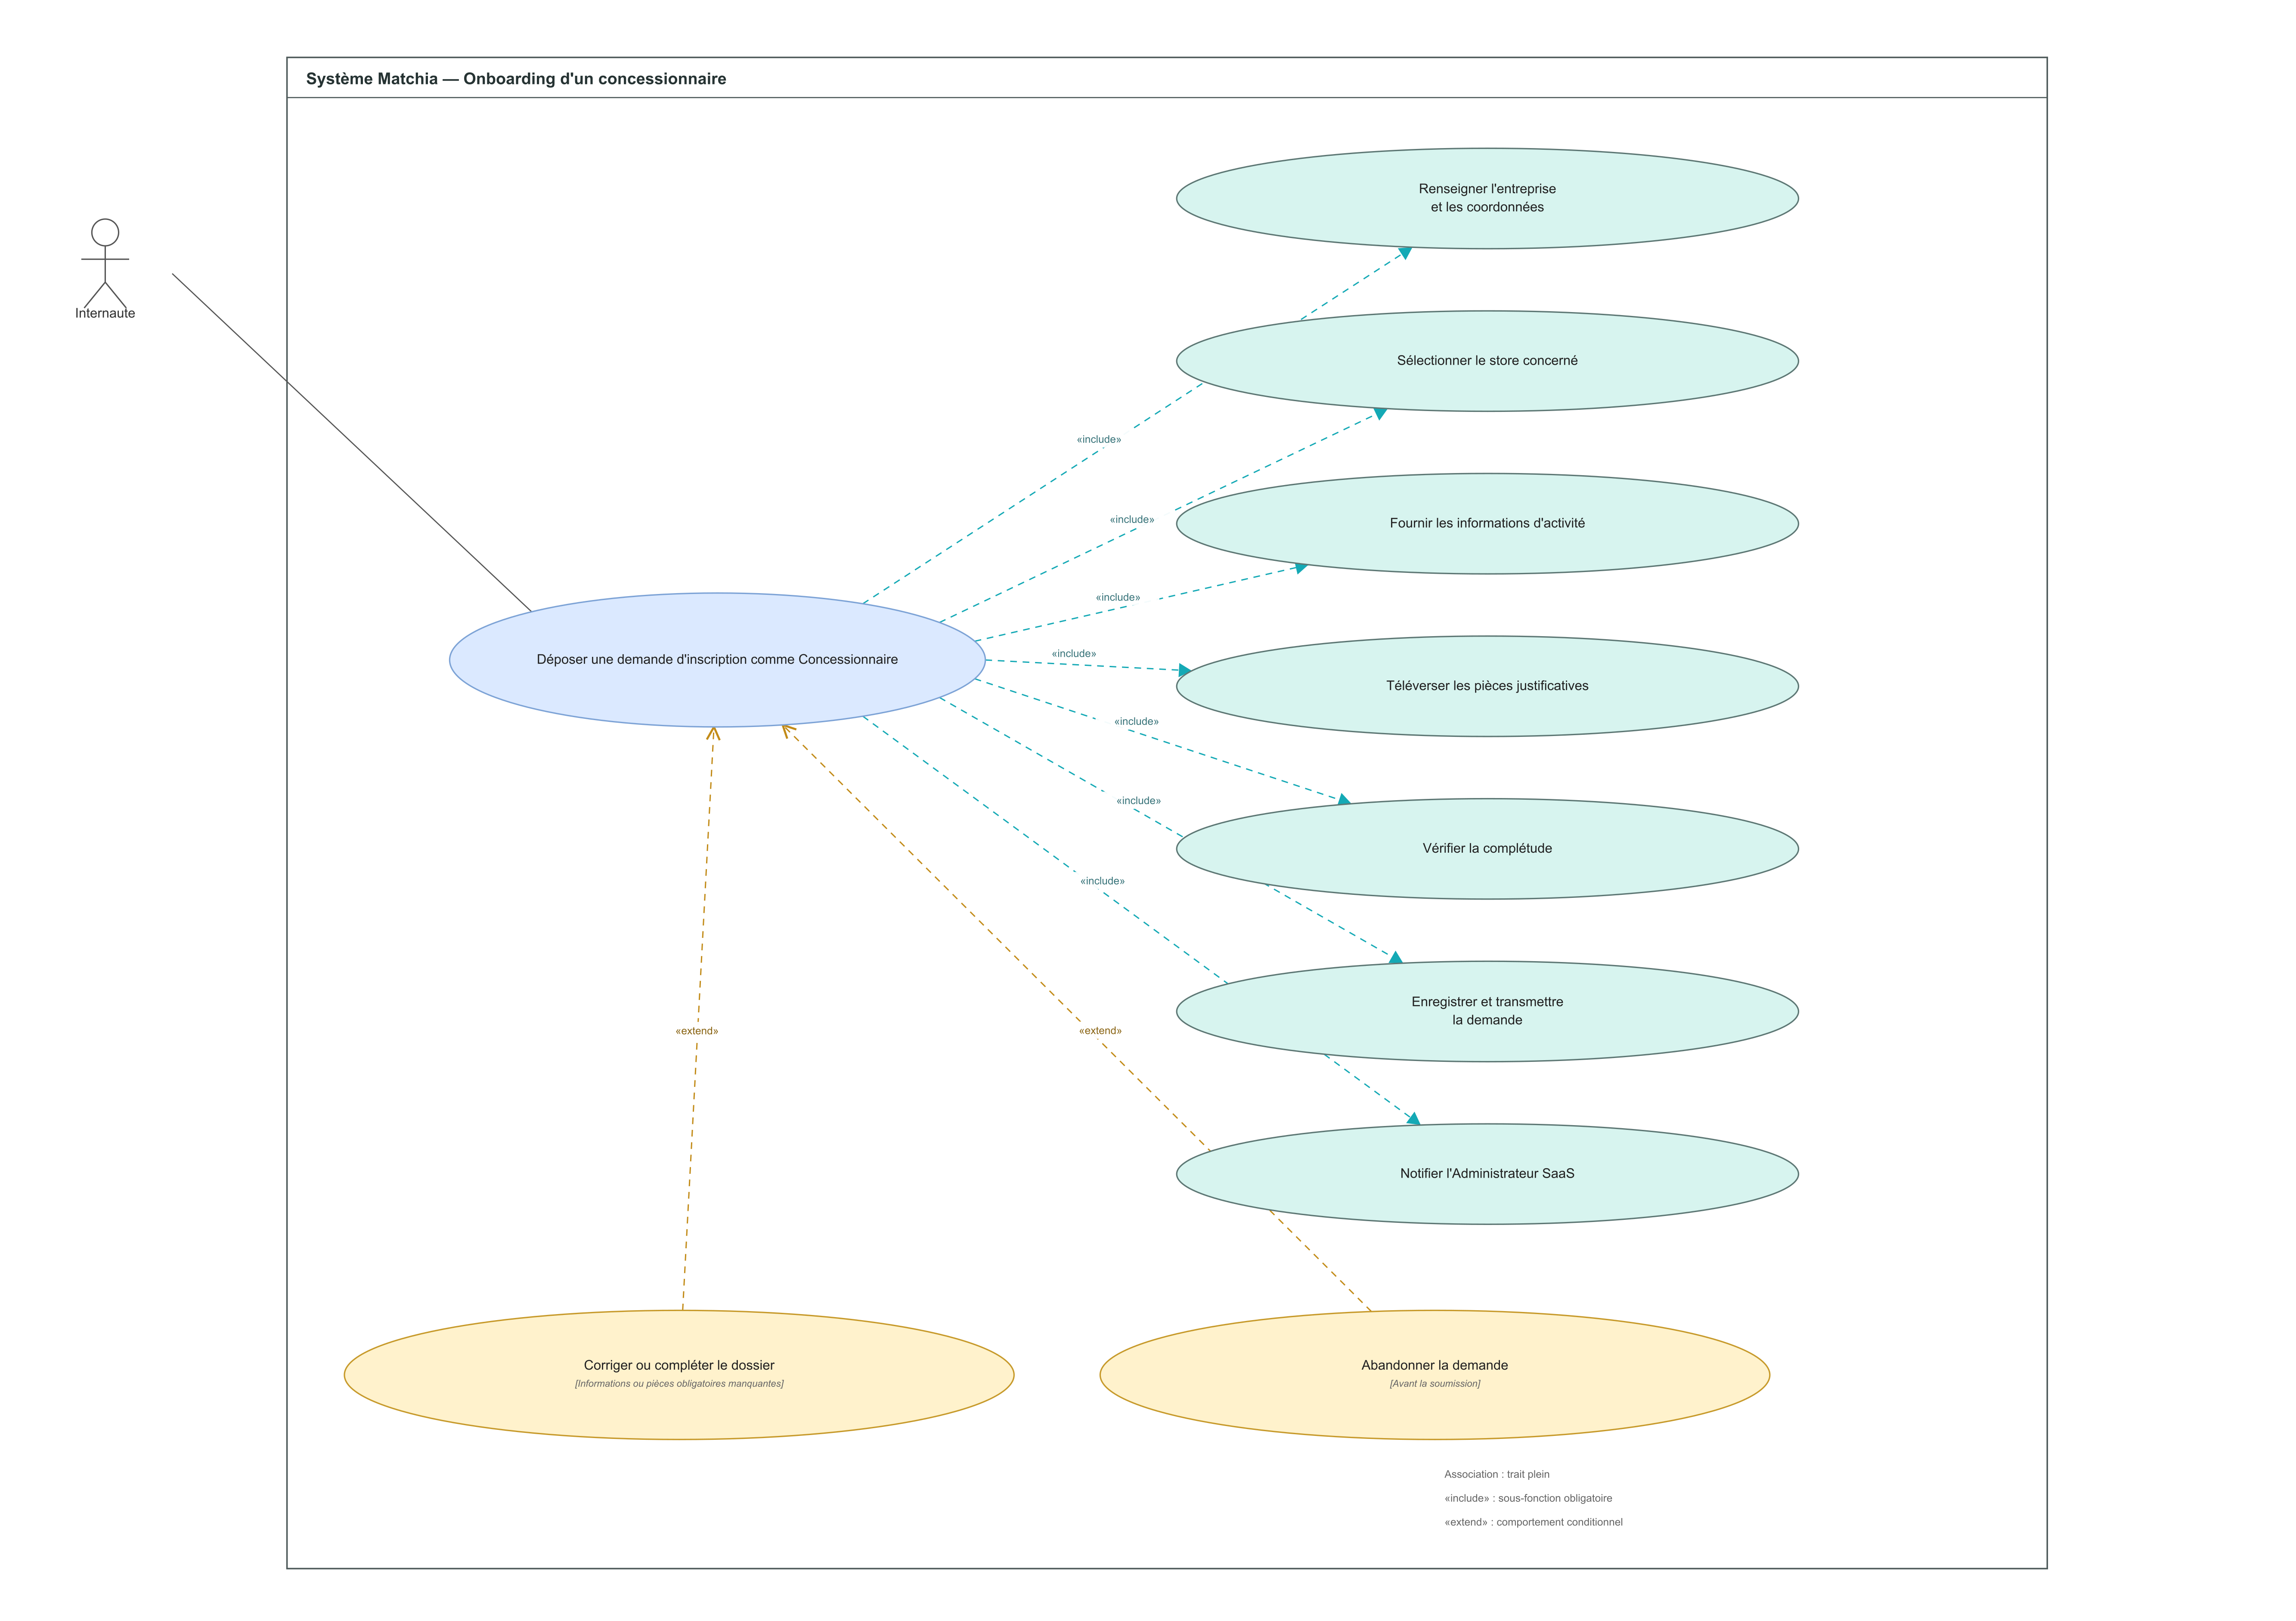 Système Matchia — Onboarding d'un concessionnaire
Internaute
Renseigner l'entreprise
et les coordonnées
Sélectionner le store concerné
«include»
«include»
Fournir les informations d'activité
«include»
Déposer une demande d'inscription comme Concessionnaire
«include»
Téléverser les pièces justificatives
«include»
«include»
Vérifier la complétude
«include»
Enregistrer et transmettre
la demande
«extend»
«extend»
Notifier l'Administrateur SaaS
Corriger ou compléter le dossier
[Informations ou pièces obligatoires manquantes]
Abandonner la demande
[Avant la soumission]
Association : trait plein
«include» : sous-fonction obligatoire
«extend» : comportement conditionnel